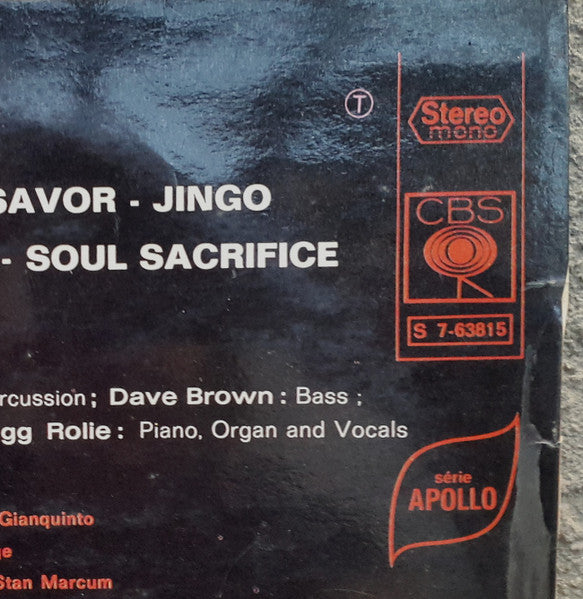 T
Stereo
mono
SAVOR - JINGO
CBS
- SOUL SACRIFICE
S 7-63815
rcussion ; Dave Brown : Bass ;
gg Rolie : Piano, Organ and Vocals
série
APOLLO
Gianquinto
e
Stan Marcum